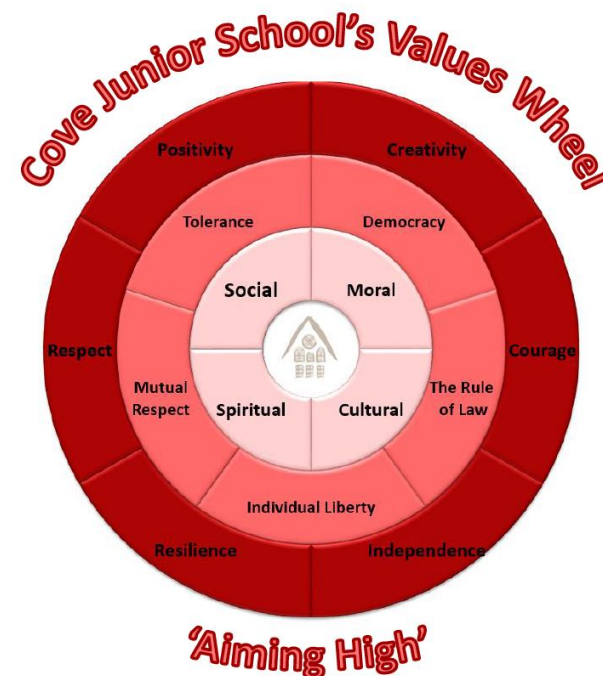 Cove Junior School's Values Wheel
Positivity
Creativity
Tolerance
Democracy
Social
Moral
Respect
Courage
Mutual
Respect
The Rule
of Law
Spiritual
Cultural
Individual Liberty
Resilience
Independence
'Aiming High'